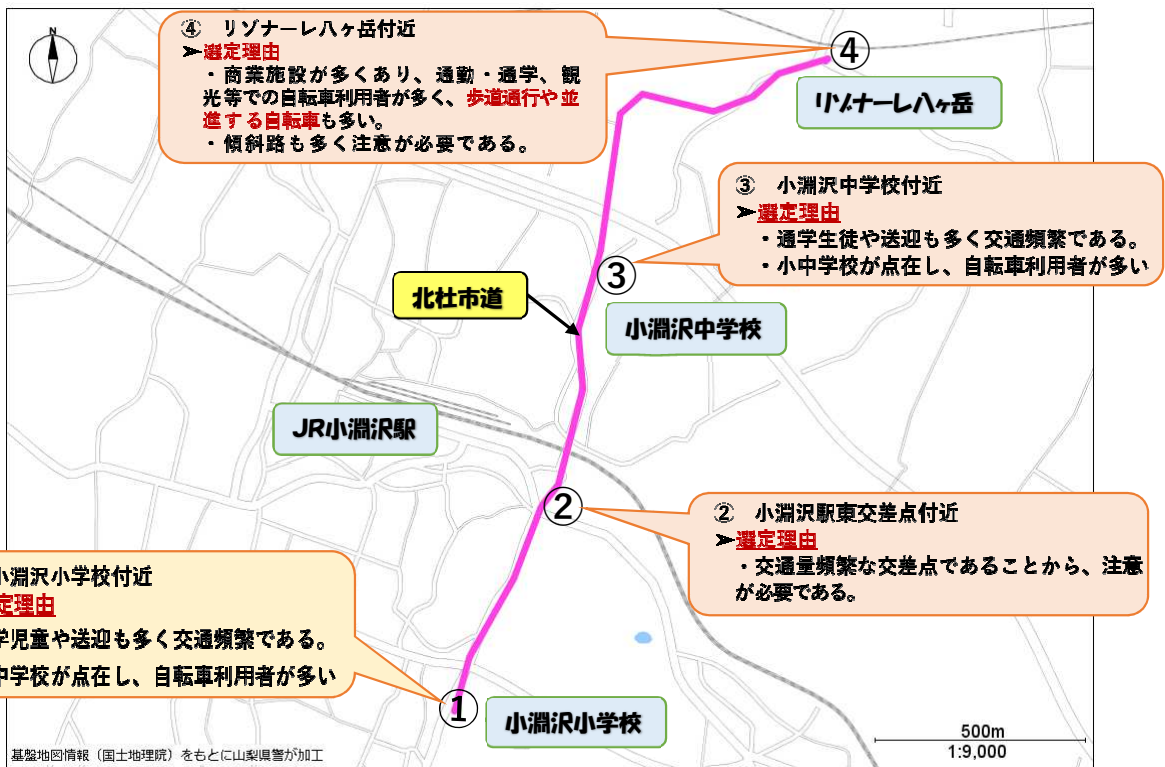 N
④ リゾナーレ八ヶ岳付近
➤選定理由
・商業施設が多くあり、通勤・通学、観
光等での自転車利用者が多く、歩道通行や並
進する自転車も多い。
・傾斜路も多く注意が必要である。
④
リゾナーレ八ヶ岳
③ 小淵沢中学校付近
➤選定理由
・通学生徒や送迎も多く交通頻繁である。
・小中学校が点在し、自転車利用者が多い
③
北杜市道
小淵沢中学校
JR小淵沢駅
②
② 小淵沢駅東交差点付近
➤選定理由
・交通量頻繁な交差点であることから、注意
が必要である。
小淵沢小学校付近
定理由
学児童や送迎も多く交通頻繁である。
中学校が点在し、自転車利用者が多い
①
小淵沢小学校
500m
1:9,000
基盤地図情報（国土地理院）をもとに山梨県警が加工